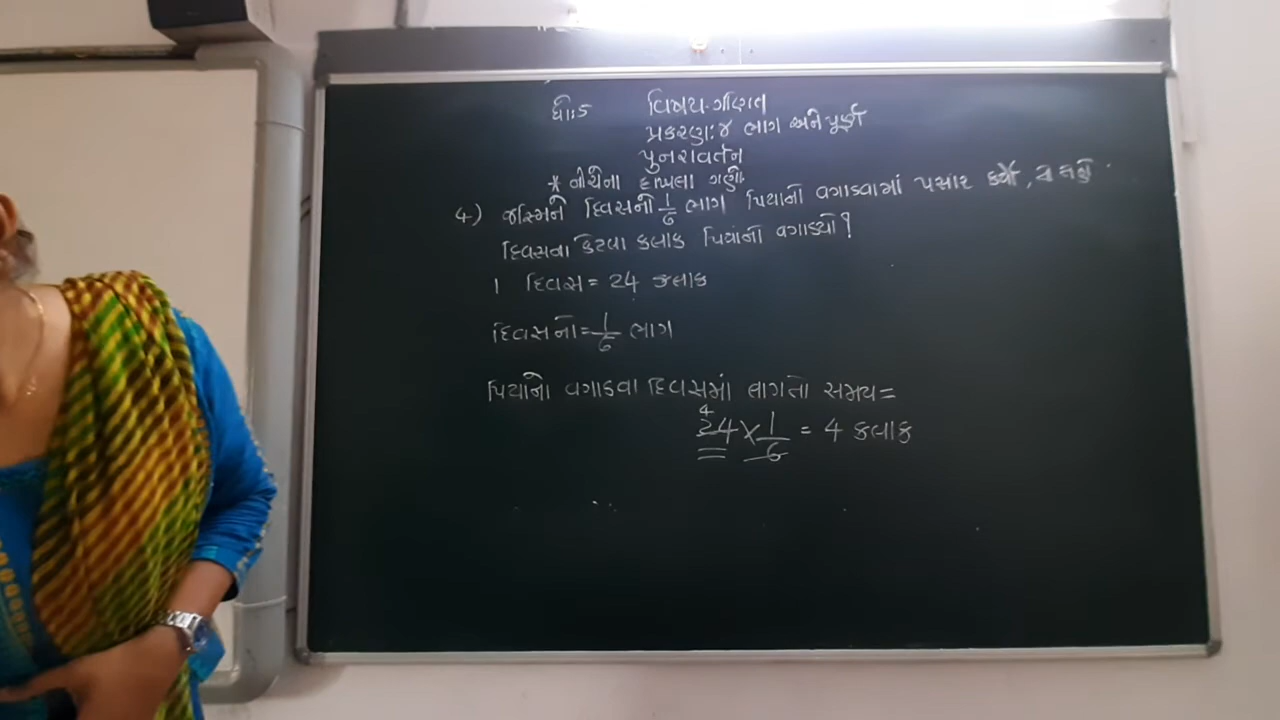 ધો:5 વિષય-ગણિત
પ્રકરણ:૪ ભાગ અને પૂર્ણ
પુનરાવર્તન
* નીચેના દાખલા ગણો
4) જસ્મિને દિવસનો 1/6 ભાગ પિયાનો વગાડવામાં પસાર કર્યો,
દિવસના કેટલા કલાક પિયાનો વગાડ્યો?
1 દિવસ = 24 કલાક
દિવસનો = 1/6 ભાગ
પિયાનો વગાડવા દિવસમાં લાગતો સમય =
4
24 × 1/6 = 4 કલાક